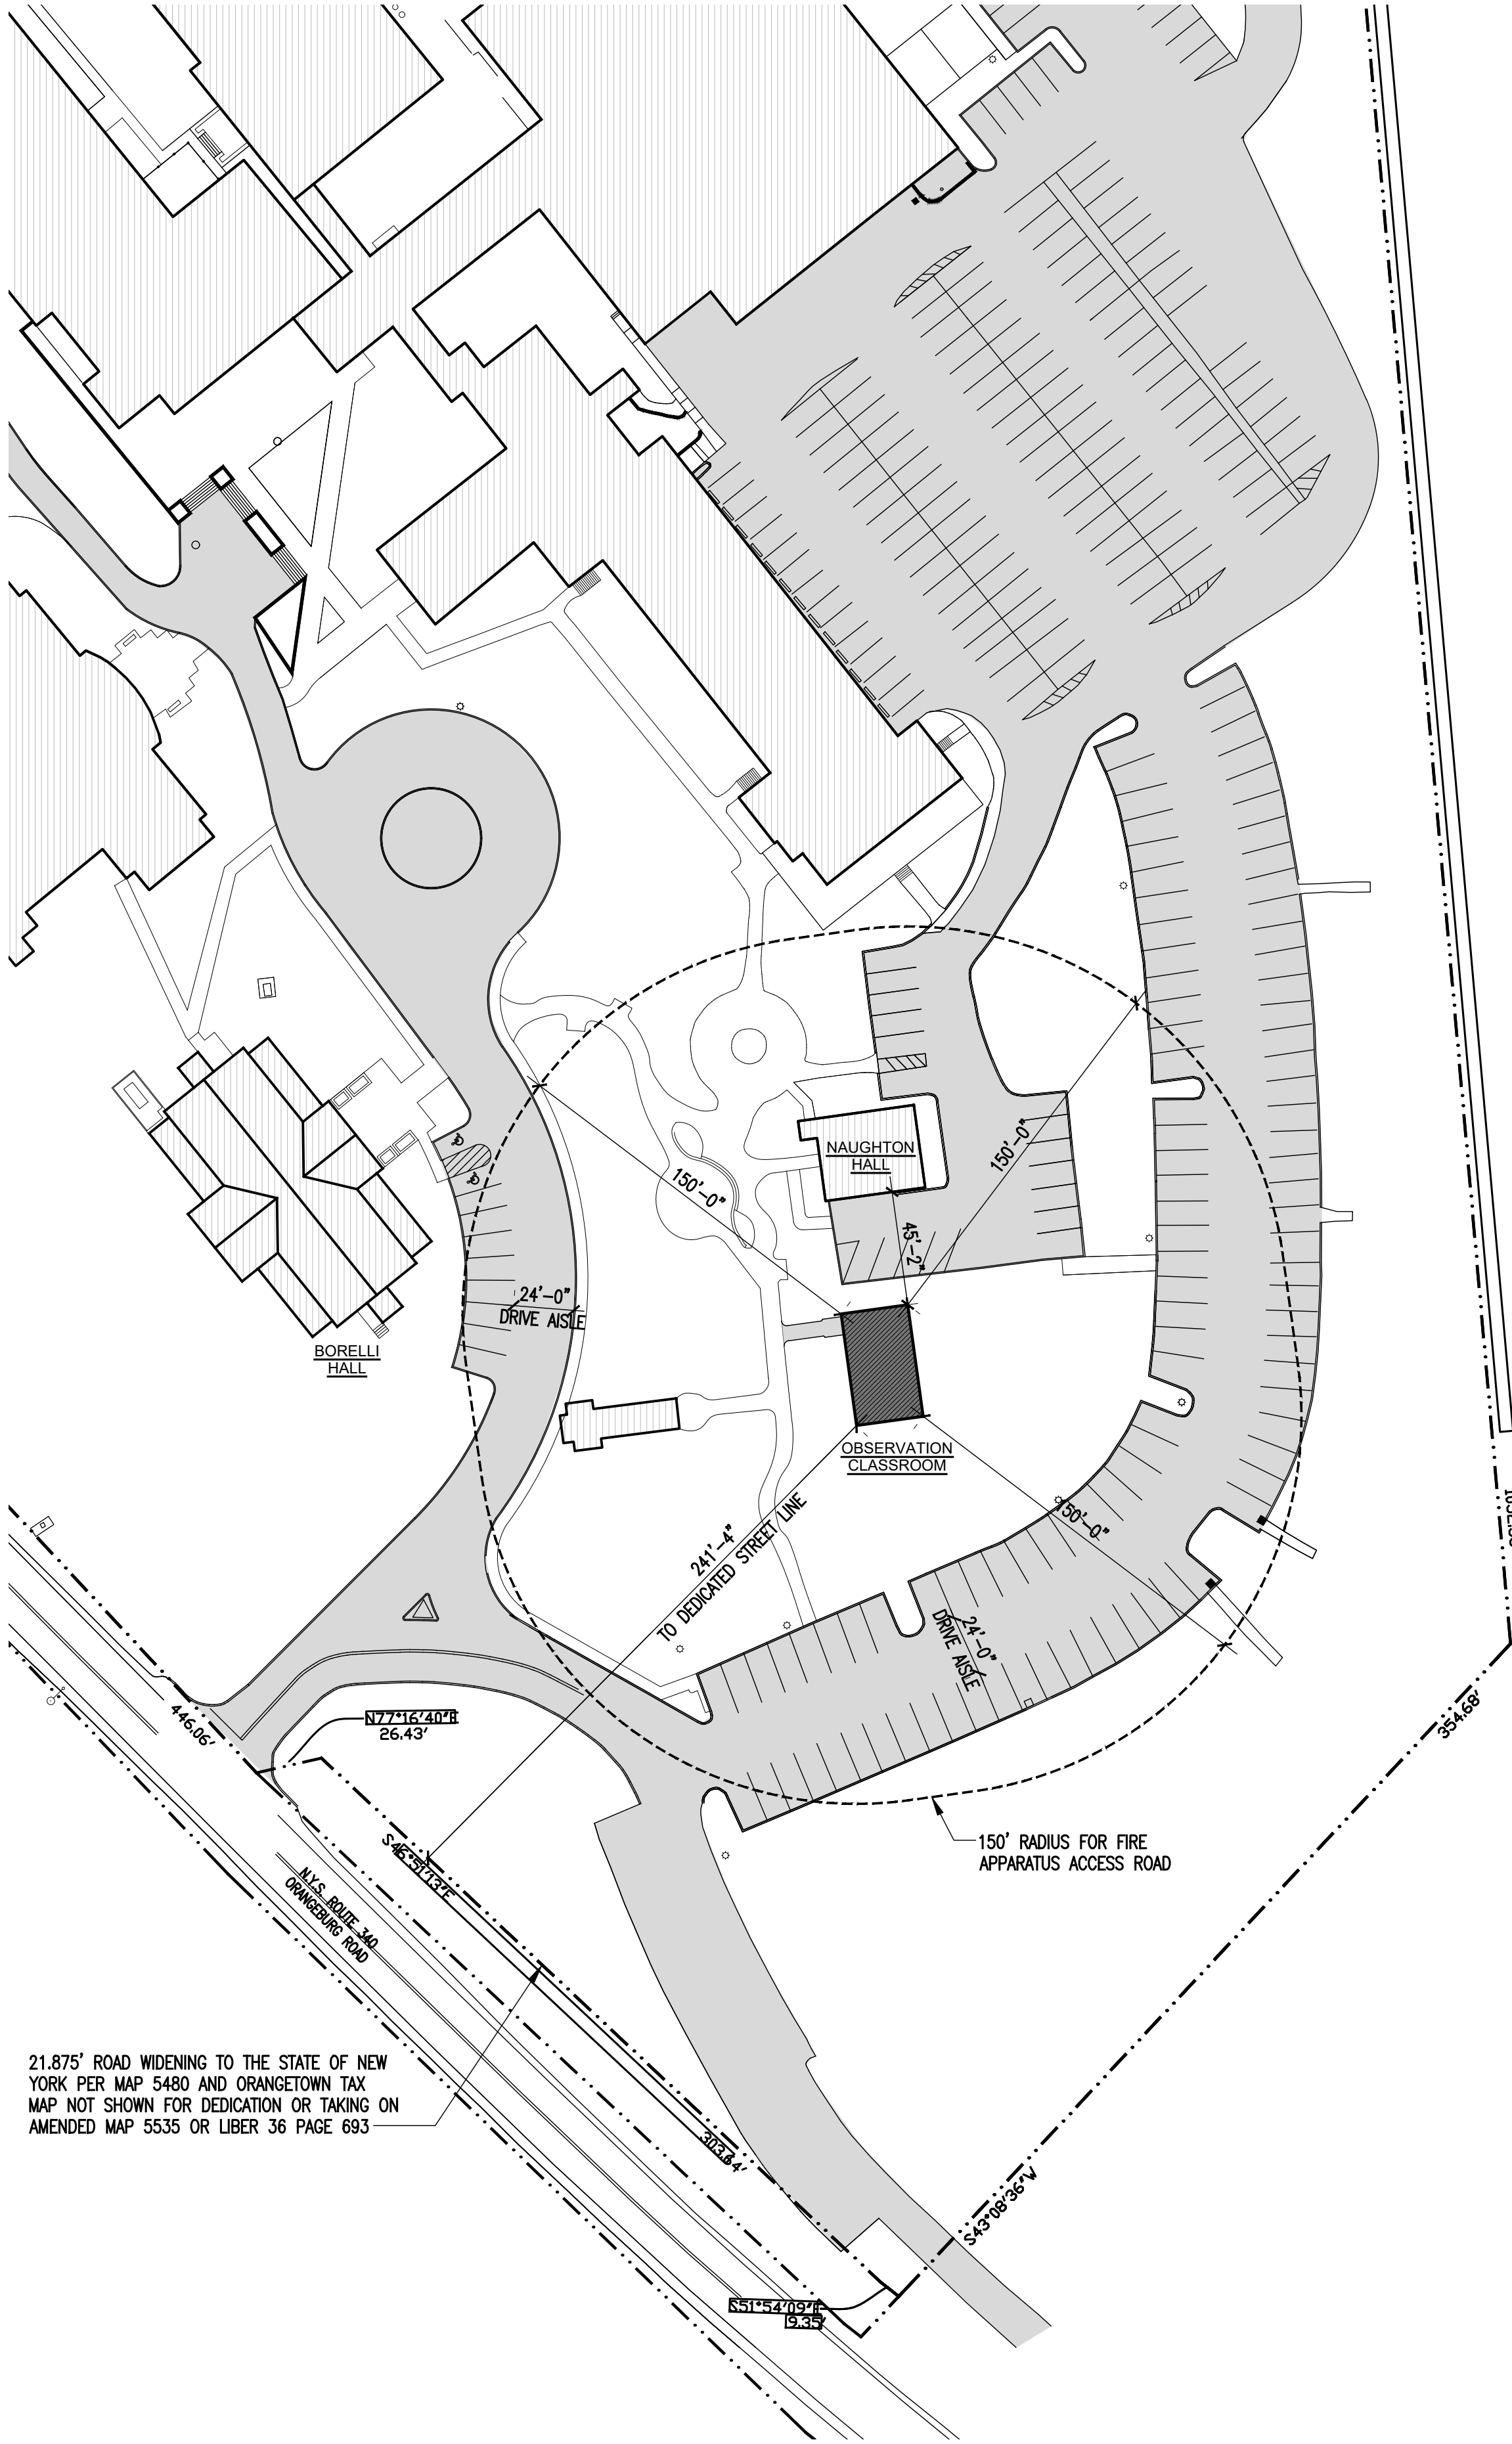 NAUGHTON
HALL
150'-0"
150'-0"
45'-2"
24'-0"
DRIVE AISLE
BORELLI
HALL
OBSERVATION
CLASSROOM
150'-0"
241'-4"
TO DEDICATED STREET LINE
24'-0"
DRIVE AISLE
446.06'
N77°16'40"E
26.43'
354.68'
150' RADIUS FOR FIRE
APPARATUS ACCESS ROAD
S46°51'13"E
N.Y.S. ROUTE 340
ORANGEBURG ROAD
21.875' ROAD WIDENING TO THE STATE OF NEW
YORK PER MAP 5480 AND ORANGETOWN TAX
MAP NOT SHOWN FOR DEDICATION OR TAKING ON
AMENDED MAP 5535 OR LIBER 36 PAGE 693
303.64'
S43°08'36"W
S51°54'09"E
9.35'